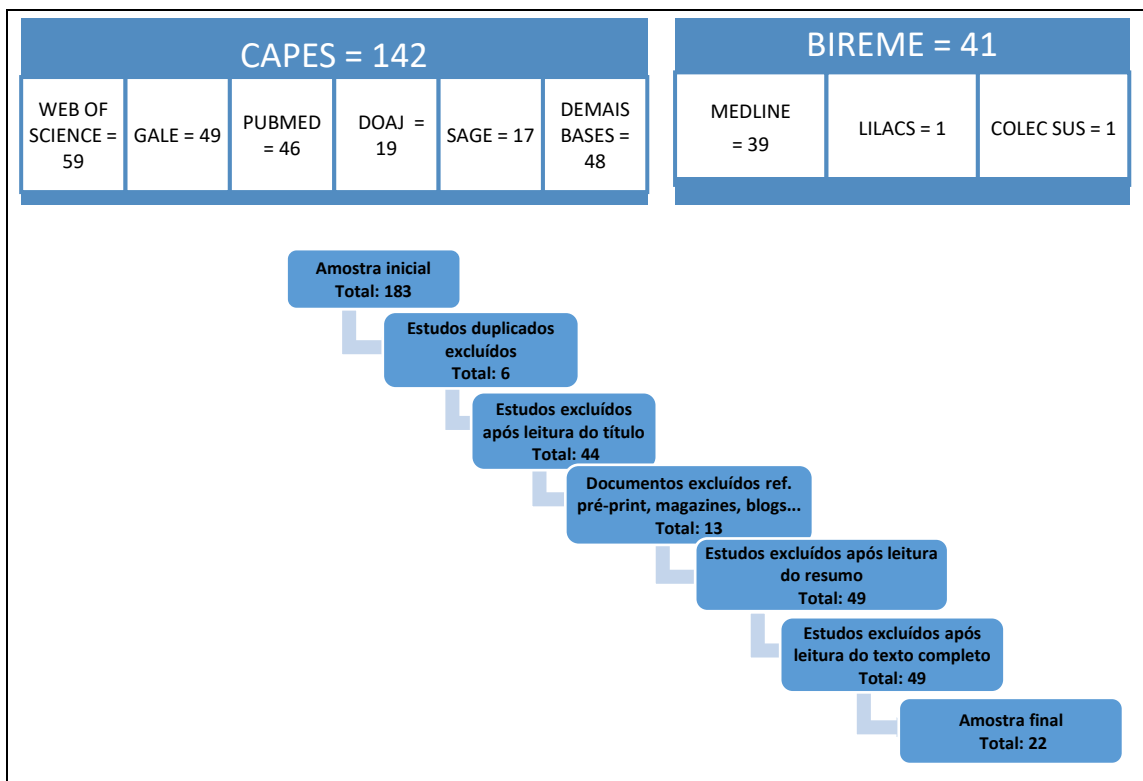 CAPES = 142
WEB OF
SCIENCE =
59
GALE = 49
PUBMED
= 46
DOAJ =
19
SAGE = 17
DEMAIS
BASES =
48
BIREME = 41
MEDLINE
= 39
LILACS = 1
COLEC SUS = 1
Amostra inicial
Total: 183
Estudos duplicados
excluídos
Total: 6
Estudos excluídos
após leitura do título
Total: 44
Documentos excluídos ref.
pré-print, magazines, blogs...
Total: 13
Estudos excluídos após leitura
do resumo
Total: 49
Estudos excluídos após
leitura do texto completo
Total: 49
Amostra final
Total: 22